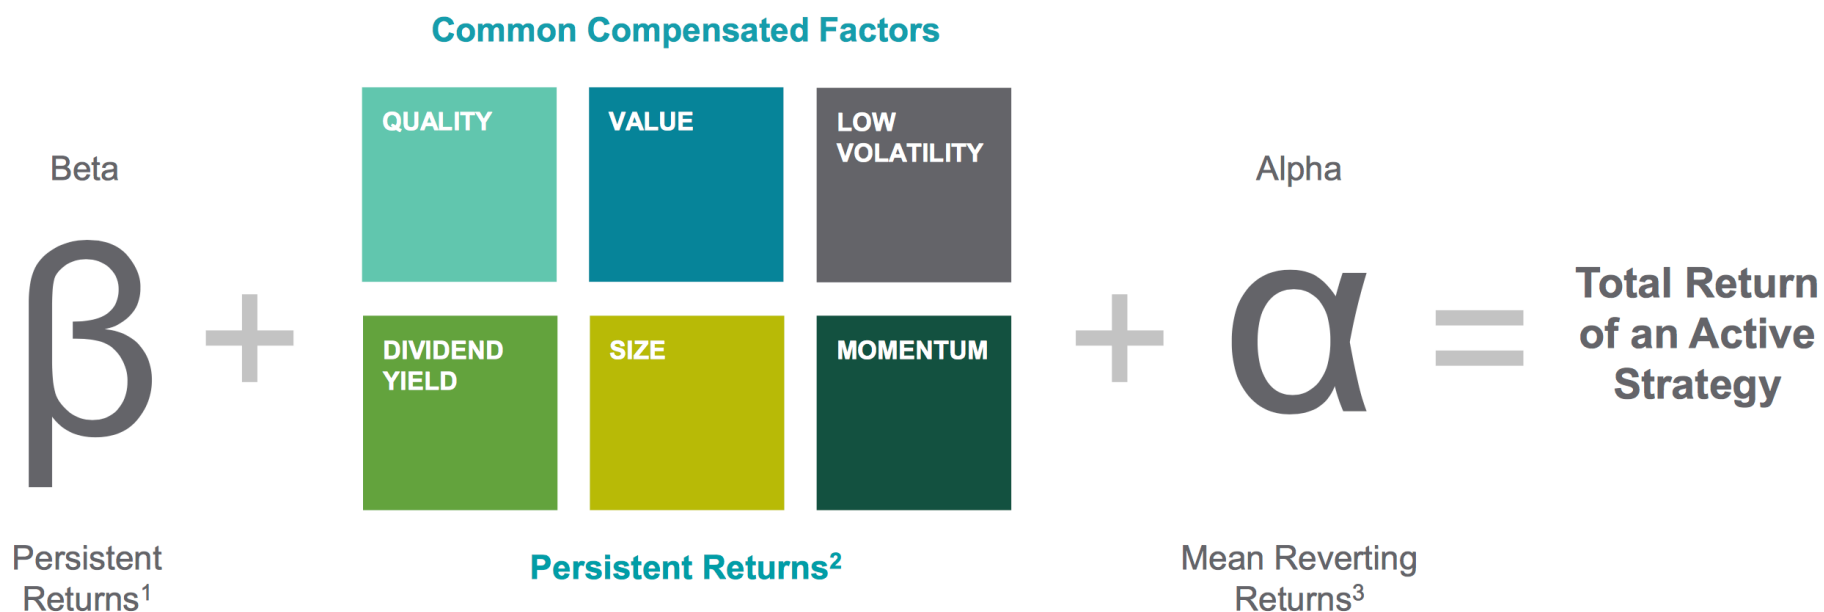 Common Compensated Factors
Beta
β
Persistent
Returns¹
+
QUALITY
VALUE
LOW
VOLATILITY
DIVIDEND
YIELD
SIZE
MOMENTUM
Persistent Returns²
+
Alpha
α
Mean Reverting
Returns³
=
Total Return
of an Active
Strategy